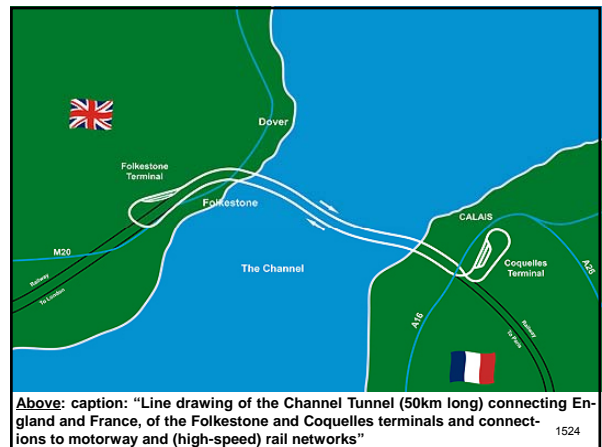 Dover
Folkestone
Terminal
Folkestone
CALAIS
M20
Coquelles
Terminal
The Channel
A26
Railway
To London
A16
Railway
To Paris
Above: caption: “Line drawing of the Channel Tunnel (50km long) connecting En-
gland and France, of the Folkestone and Coquelles terminals and connect-
ions to motorway and (high-speed) rail networks”
1524